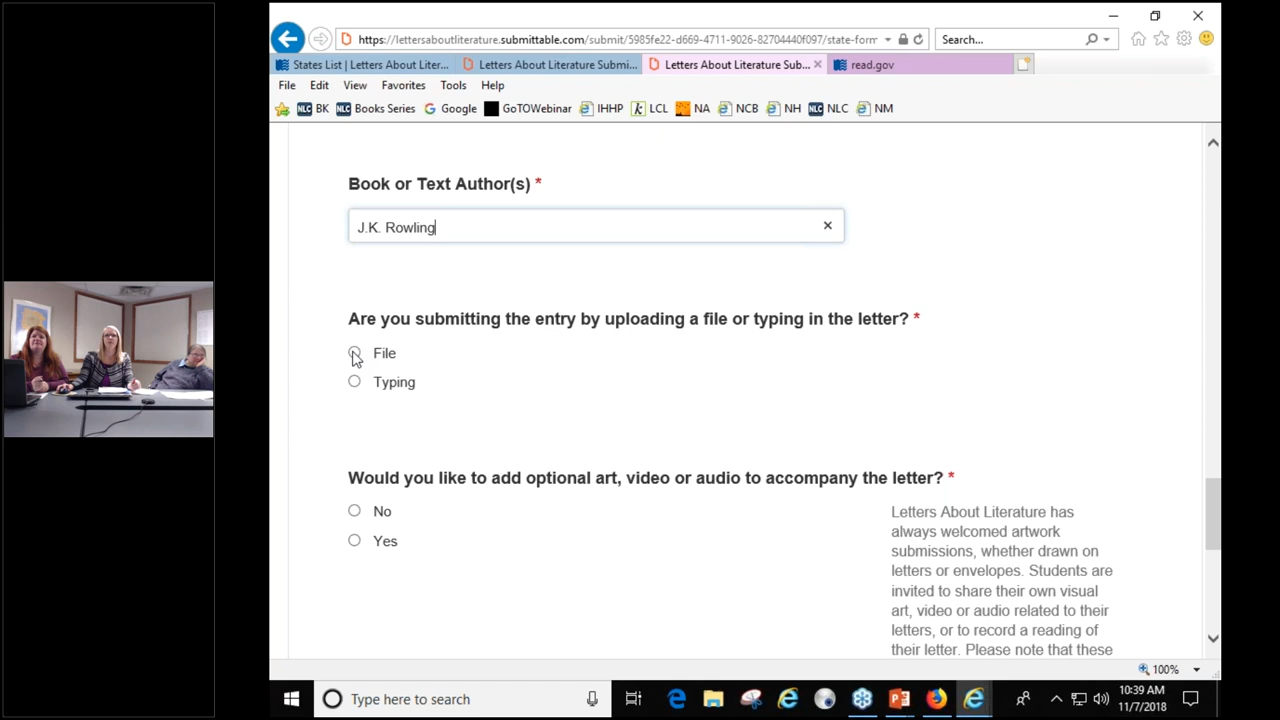 https://lettersaboutliterature.submittable.com/submit/5985fe22-d669-4711-9026-82704440f097/state-form
Search...
States List | Letters About Liter...
Letters About Literature Submi...
Letters About Literature Sub...
read.gov
File Edit View Favorites Tools Help
NLC BK NLC Books Series Google GoTOWebinar IHHP k LCL NA NCB NH NLC NLC NM
Book or Text Author(s) *
J.K. Rowling
Are you submitting the entry by uploading a file or typing in the letter? *
File
Typing
Would you like to add optional art, video or audio to accompany the letter? *
No
Yes
Letters About Literature has
always welcomed artwork
submissions, whether drawn on
letters or envelopes. Students are
invited to share their own visual
art, video or audio related to their
letters, or to record a reading of
their letter. Please note that these
100%
Type here to search
10:39 AM
11/7/2018